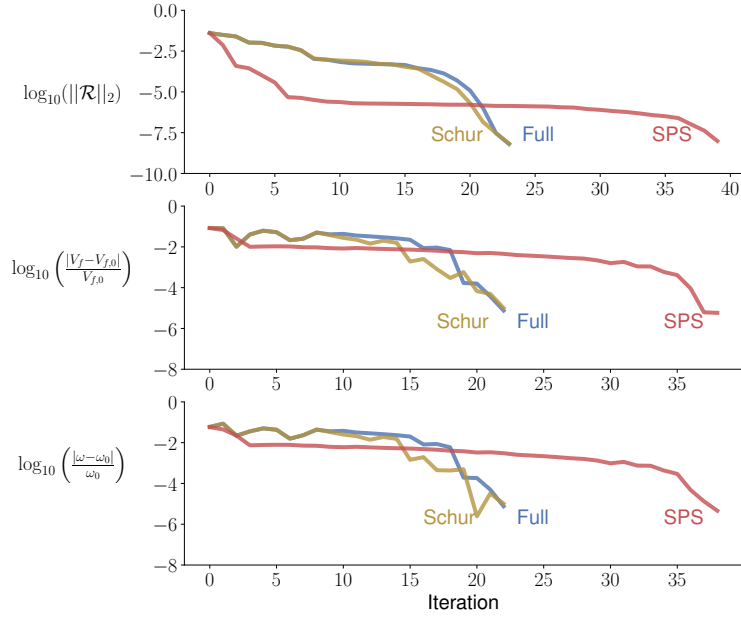 0.0
−2.5
−5.0
−7.5
−10.0
log₁₀(||𝓡||₂)
Schur Full SPS
0 5 10 15 20 25 30 35 40
0
−2
−4
−6
−8
log₁₀(|V_f−V_{f,0}|/V_{f,0})
Schur Full SPS
0 5 10 15 20 25 30 35
0
−2
−4
−6
−8
log₁₀(|ω−ω₀|/ω₀)
Schur Full SPS
0 5 10 15 20 25 30 35
Iteration